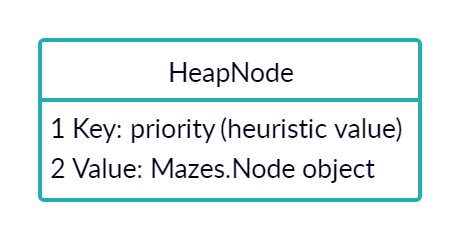 HeapNode
1 Key: priority (heuristic value)
2 Value: Mazes.Node object